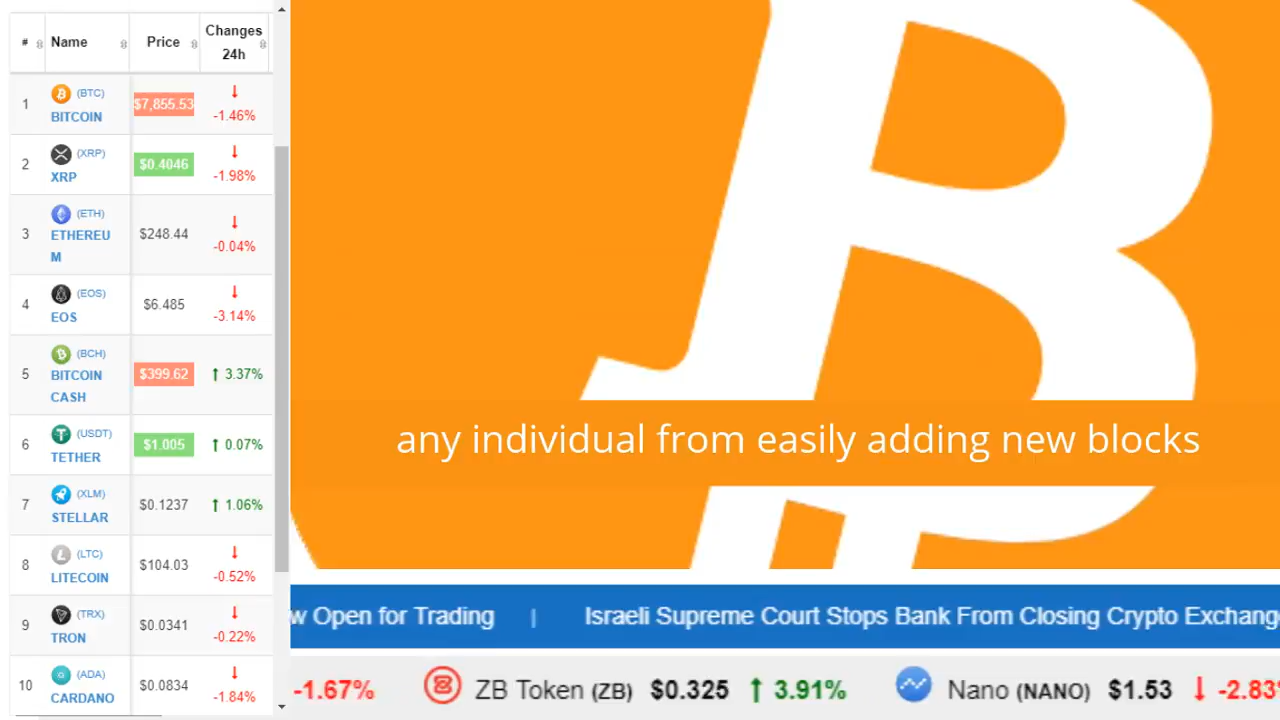 # Name Price Changes 24h
1 (BTC) BITCOIN $7,855.53 -1.46%
2 (XRP) XRP $0.4046 -1.98%
3 (ETH) ETHEREU M $248.44 -0.04%
4 (EOS) EOS $6.485 -3.14%
5 (BCH) BITCOIN CASH $399.62 3.37%
6 (USDT) TETHER $1.005 0.07%
7 (XLM) STELLAR $0.1237 1.06%
8 (LTC) LITECOIN $104.03 -0.52%
9 (TRX) TRON $0.0341 -0.22%
10 (ADA) CARDANO $0.0834 -1.84%
any individual from easily adding new blocks
w Open for Trading | Israeli Supreme Court Stops Bank From Closing Crypto Exchang
-1.67% ZB Token (ZB) $0.325 3.91% Nano (NANO) $1.53 -2.83%